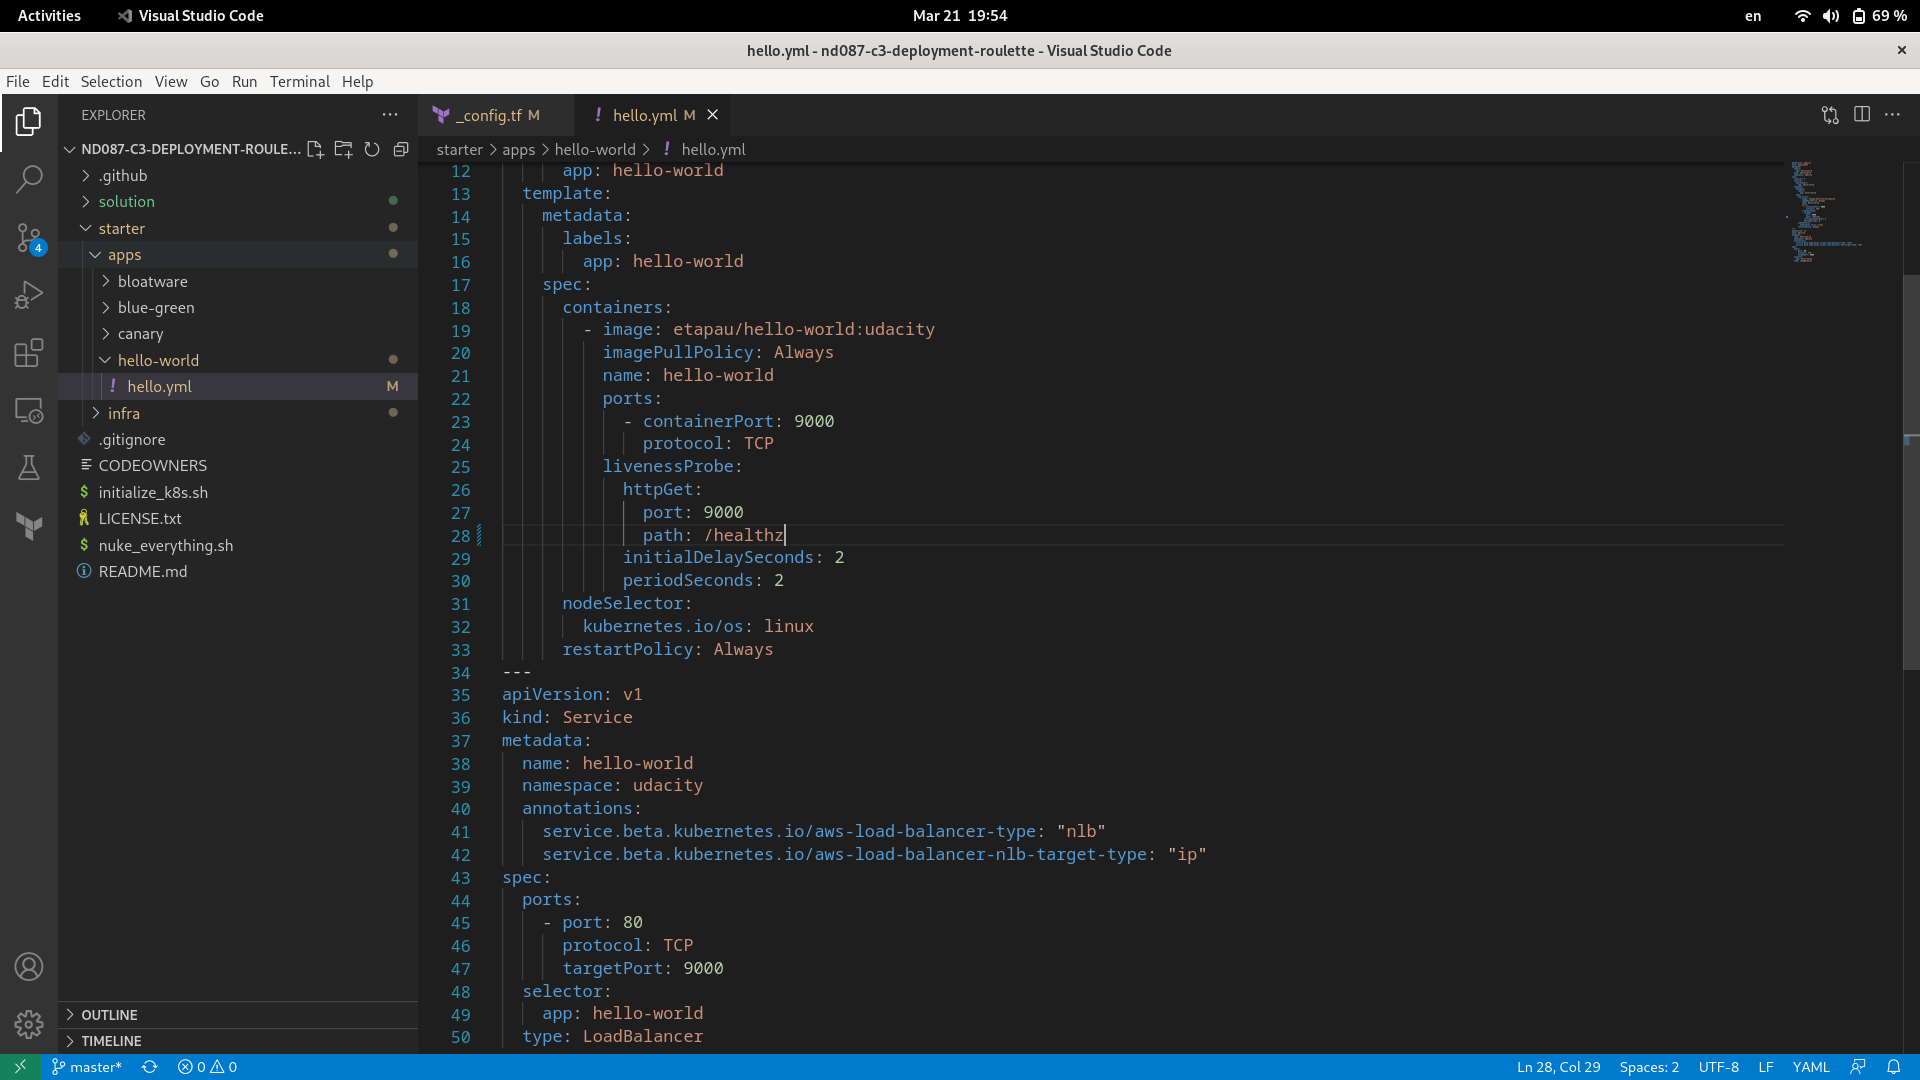 Activities
Visual Studio Code
Mar 21 19:54
en
69 %
hello.yml - nd087-c3-deployment-roulette - Visual Studio Code
File Edit Selection View Go Run Terminal Help
EXPLORER
ND087-C3-DEPLOYMENT-ROULE...
.github
solution
starter
apps
bloatware
blue-green
canary
hello-world
! hello.yml M
infra
.gitignore
CODEOWNERS
$ initialize_k8s.sh
LICENSE.txt
$ nuke_everything.sh
README.md
OUTLINE
TIMELINE
4
_config.tf M
! hello.yml M
starter > apps > hello-world > ! hello.yml
12 app: hello-world
13 template:
14 metadata:
15 labels:
16 app: hello-world
17 spec:
18 containers:
19 - image: etapau/hello-world:udacity
20 imagePullPolicy: Always
21 name: hello-world
22 ports:
23 - containerPort: 9000
24 protocol: TCP
25 livenessProbe:
26 httpGet:
27 port: 9000
28 path: /healthz
29 initialDelaySeconds: 2
30 periodSeconds: 2
31 nodeSelector:
32 kubernetes.io/os: linux
33 restartPolicy: Always
34 ---
35 apiVersion: v1
36 kind: Service
37 metadata:
38 name: hello-world
39 namespace: udacity
40 annotations:
41 service.beta.kubernetes.io/aws-load-balancer-type: "nlb"
42 service.beta.kubernetes.io/aws-load-balancer-nlb-target-type: "ip"
43 spec:
44 ports:
45 - port: 80
46 protocol: TCP
47 targetPort: 9000
48 selector:
49 app: hello-world
50 type: LoadBalancer
master* 0 0
Ln 28, Col 29 Spaces: 2 UTF-8 LF YAML